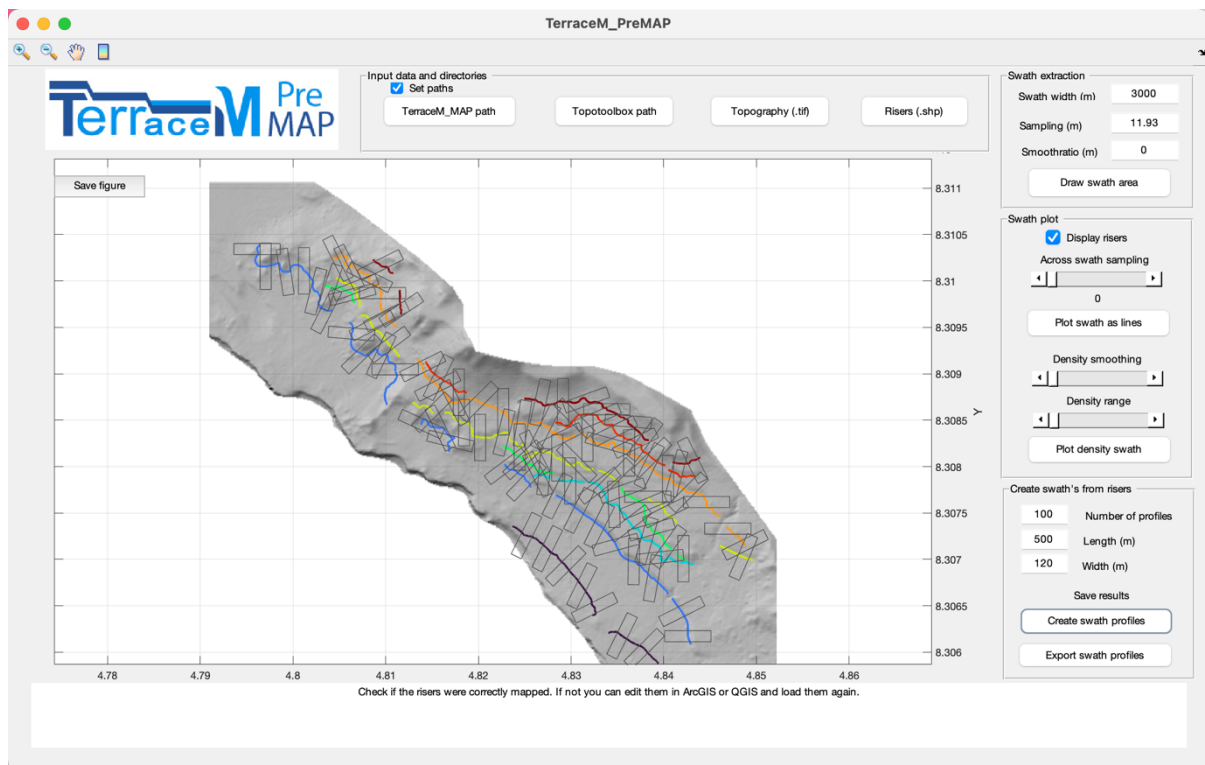 TerraceM_PreMAP
TerraceM Pre MAP
Input data and directories
Set paths
TerraceM_MAP path
Topotoolbox path
Topography (.tif)
Risers (.shp)
Swath extraction
Swath width (m)
3000
Sampling (m)
11.93
Smoothratio (m)
0
Draw swath area
Save figure
8.311
8.3105
8.31
8.3095
8.309
8.3085
8.308
8.3075
8.307
8.3065
8.306
Y
4.78
4.79
4.8
4.81
4.82
4.83
4.84
4.85
4.86
Swath plot
Display risers
Across swath sampling
0
Plot swath as lines
Density smoothing
Density range
Plot density swath
Create swath's from risers
100
Number of profiles
500
Length (m)
120
Width (m)
Save results
Create swath profiles
Export swath profiles
Check if the risers were correctly mapped. If not you can edit them in ArcGIS or QGIS and load them again.